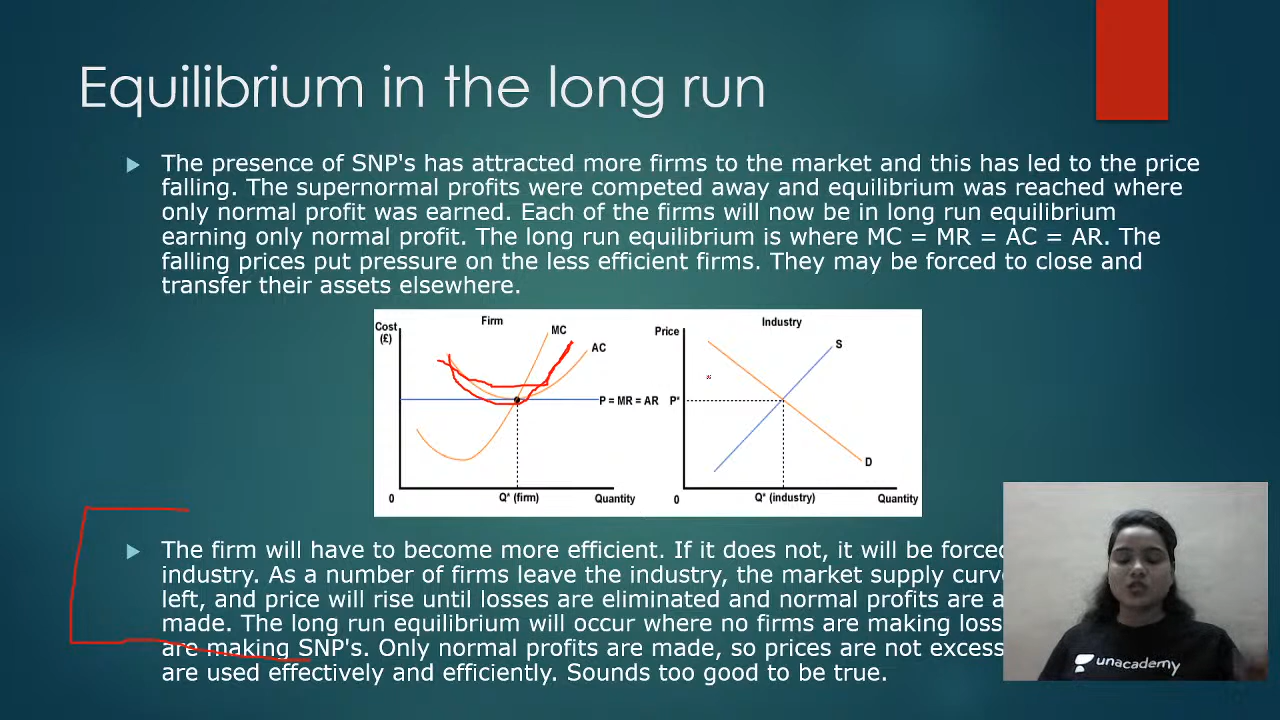 Equilibrium in the long run
The presence of SNP's has attracted more firms to the market and this has led to the price
falling. The supernormal profits were competed away and equilibrium was reached where
only normal profit was earned. Each of the firms will now be in long run equilibrium
earning only normal profit. The long run equilibrium is where MC = MR = AC = AR. The
falling prices put pressure on the less efficient firms. They may be forced to close and
transfer their assets elsewhere.
Firm
Cost
(£)
MC
AC
P = MR = AR
0
Q* (firm)
Quantity
Industry
Price
S
P*
D
0
Q* (industry)
Quantity
The firm will have to become more efficient. If it does not, it will be forced
industry. As a number of firms leave the industry, the market supply curve
left, and price will rise until losses are eliminated and normal profits are a
made. The long run equilibrium will occur where no firms are making loss
are making SNP's. Only normal profits are made, so prices are not excess
are used effectively and efficiently. Sounds too good to be true.
unacademy